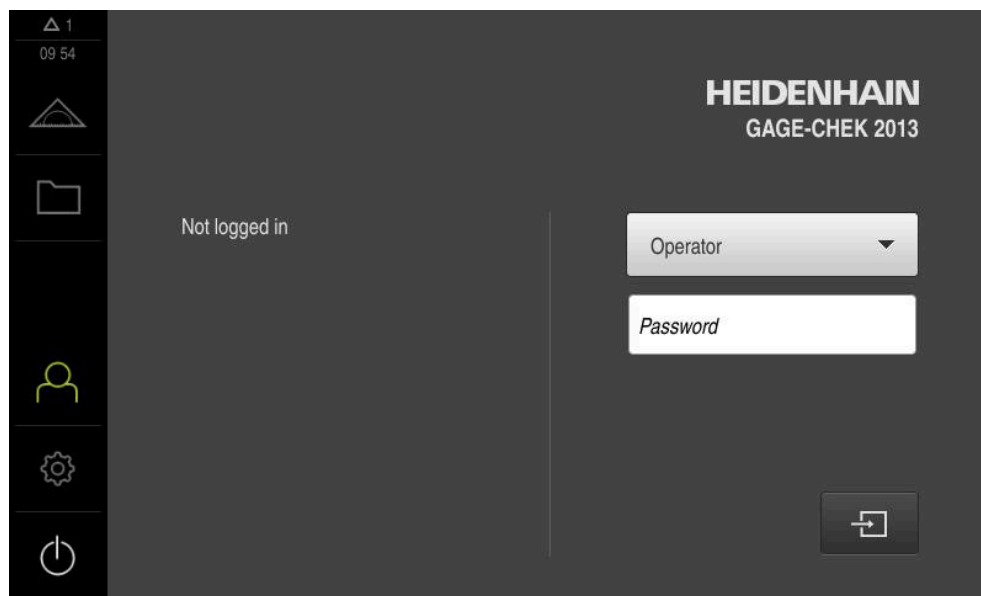 1
09 54
HEIDENHAIN
GAGE-CHEK 2013
Not logged in
Operator
Password